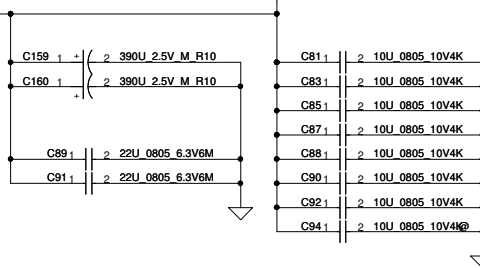 C159 1 + 2 390U_2.5V_M_R10
C160 1 + 2 390U_2.5V_M_R10
C89 1 2 22U_0805_6.3V6M
C91 1 2 22U_0805_6.3V6M
C81 1 2 10U_0805_10V4K
C83 1 2 10U_0805_10V4K
C85 1 2 10U_0805_10V4K
C87 1 2 10U_0805_10V4K
C88 1 2 10U_0805_10V4K
C90 1 2 10U_0805_10V4K
C92 1 2 10U_0805_10V4K
C94 1 2 10U_0805_10V4K@